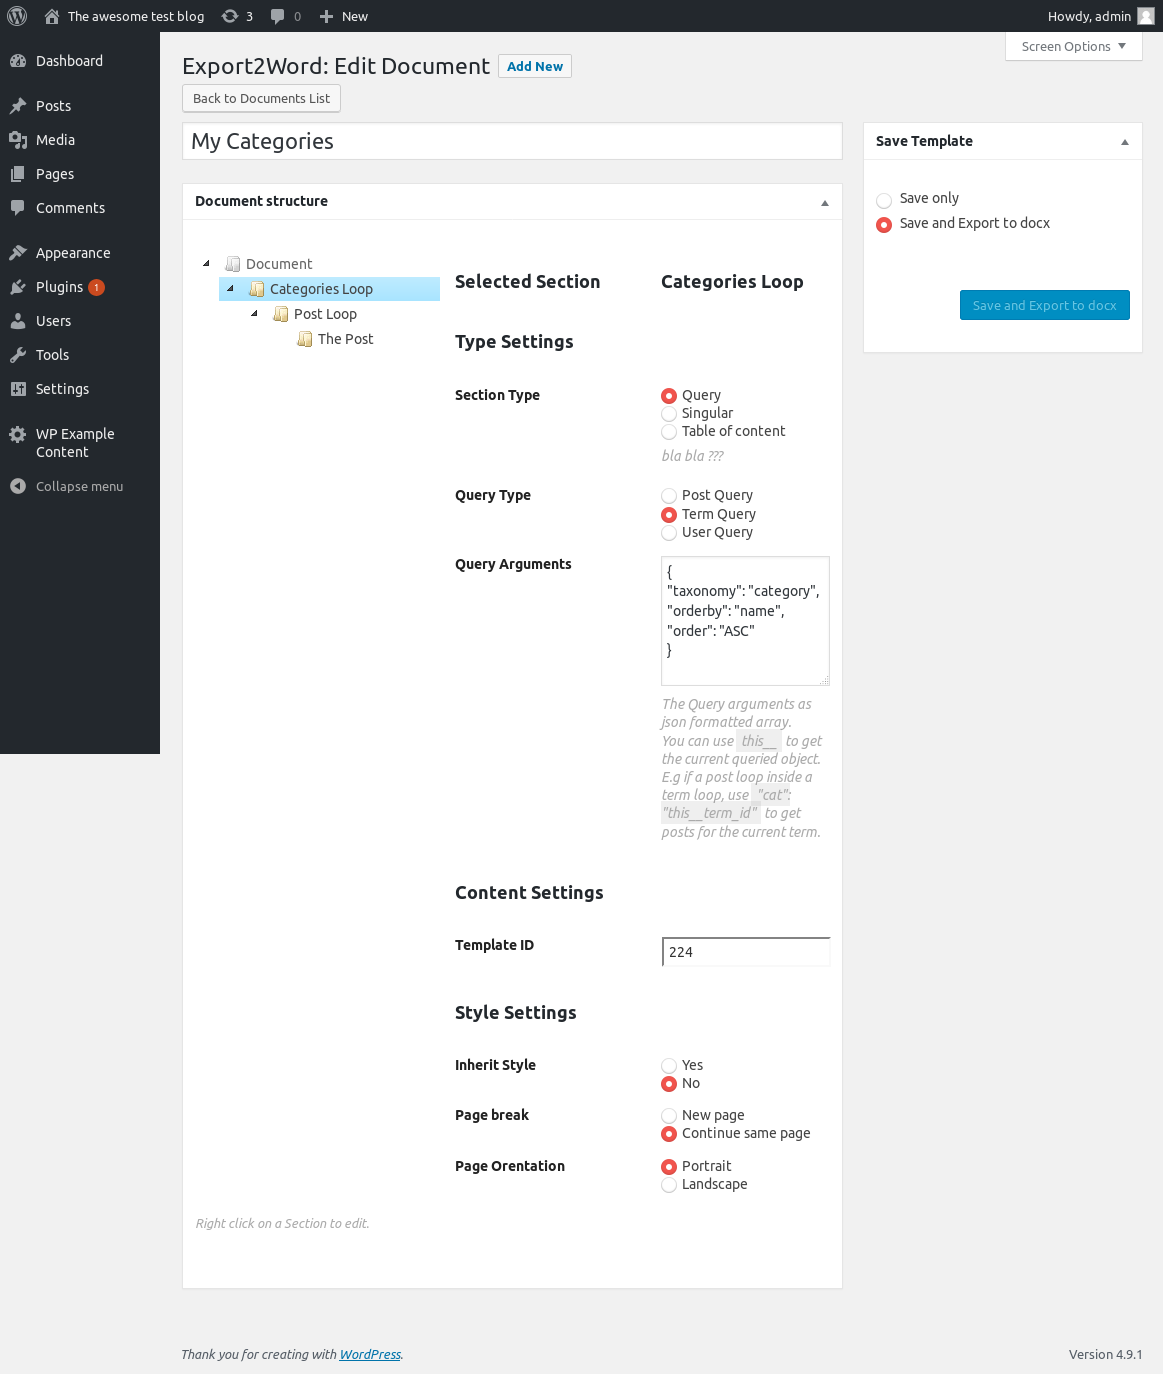 The awesome test blog 3 0 New Howdy, admin
Screen Options
Dashboard
Posts
Media
Pages
Comments
Appearance
Plugins 1
Users
Tools
Settings
WP Example
Content
Collapse menu
Export2Word: Edit Document Add New
Back to Documents List
My Categories
Document structure
Document
Categories Loop
Post Loop
The Post
Selected Section Categories Loop
Type Settings
Section Type
Query
Singular
Table of content
bla bla ???
Query Type
Post Query
Term Query
User Query
Query Arguments
{
"taxonomy": "category",
"orderby": "name",
"order": "ASC"
}
The Query arguments as
json formatted array.
You can use this__ to get
the current queried object.
E.g if a post loop inside a
term loop, use "cat":
"this__term_id" to get
posts for the current term.
Content Settings
Template ID 224
Style Settings
Inherit Style
Yes
No
Page break
New page
Continue same page
Page Orentation
Portrait
Landscape
Right click on a Section to edit.
Save Template
Save only
Save and Export to docx
Save and Export to docx
Thank you for creating with WordPress.
Version 4.9.1